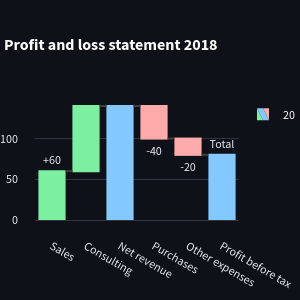 Profit and loss statement 2018
20
100
50
0
+60
-40
-20
Total
Sales
Consulting
Net revenue
Purchases
Other expenses
Profit before tax